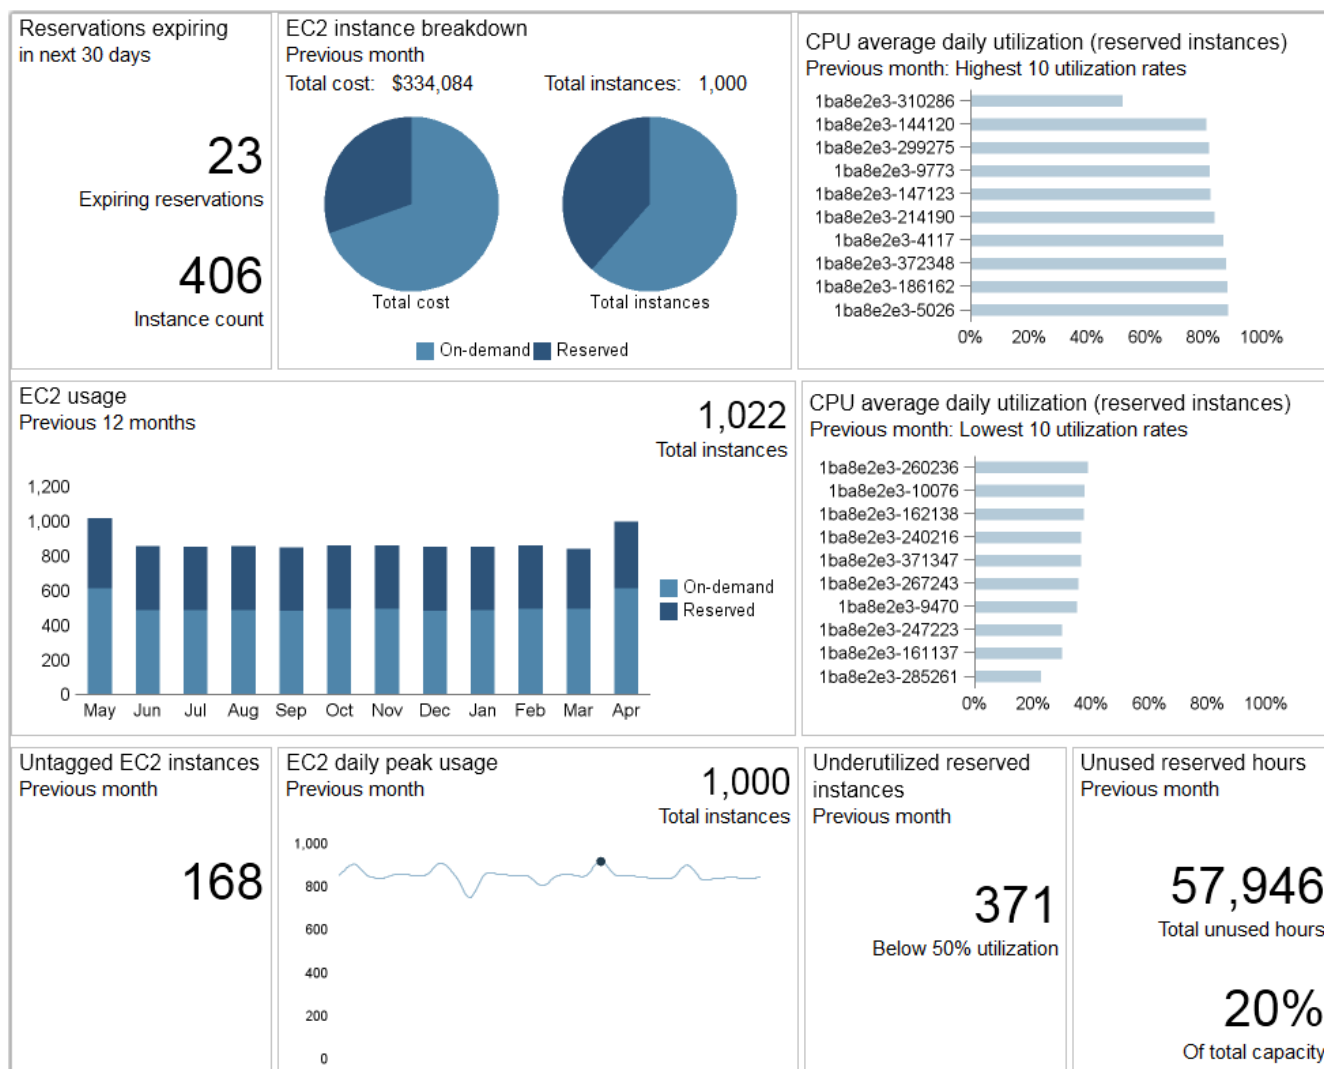 Reservations expiring
in next 30 days
23
Expiring reservations
406
Instance count
EC2 instance breakdown
Previous month
Total cost: $334,084
Total instances: 1,000
Total cost
Total instances
On-demand
Reserved
CPU average daily utilization (reserved instances)
Previous month: Highest 10 utilization rates
1ba8e2e3-310286
1ba8e2e3-144120
1ba8e2e3-299275
1ba8e2e3-9773
1ba8e2e3-147123
1ba8e2e3-214190
1ba8e2e3-4117
1ba8e2e3-372348
1ba8e2e3-186162
1ba8e2e3-5026
0% 20% 40% 60% 80% 100%
EC2 usage
Previous 12 months
1,022
Total instances
1,200
1,000
800
600
400
200
0
May Jun Jul Aug Sep Oct Nov Dec Jan Feb Mar Apr
On-demand
Reserved
CPU average daily utilization (reserved instances)
Previous month: Lowest 10 utilization rates
1ba8e2e3-260236
1ba8e2e3-10076
1ba8e2e3-162138
1ba8e2e3-240216
1ba8e2e3-371347
1ba8e2e3-267243
1ba8e2e3-9470
1ba8e2e3-247223
1ba8e2e3-161137
1ba8e2e3-285261
0% 20% 40% 60% 80% 100%
Untagged EC2 instances
Previous month
168
EC2 daily peak usage
Previous month
1,000
Total instances
1,000
800
600
400
200
0
Underutilized reserved
instances
Previous month
371
Below 50% utilization
Unused reserved hours
Previous month
57,946
Total unused hours
20%
Of total capacity